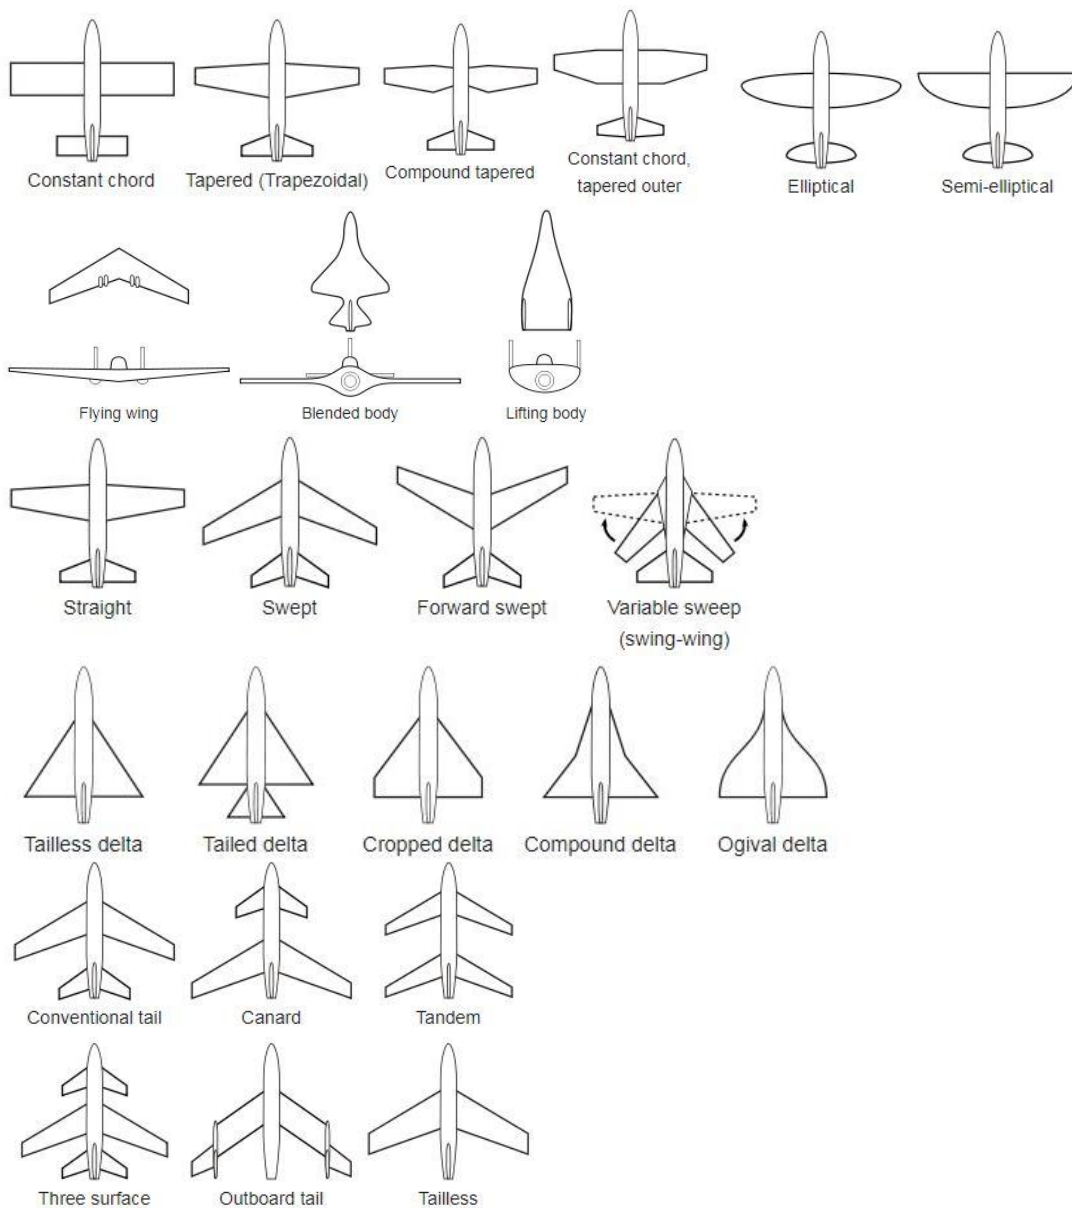 Constant chord
Tapered (Trapezoidal)
Compound tapered
Constant chord,
tapered outer
Elliptical
Semi-elliptical
Flying wing
Blended body
Lifting body
Straight
Swept
Forward swept
Variable sweep
(swing-wing)
Tailless delta
Tailed delta
Cropped delta
Compound delta
Ogival delta
Conventional tail
Canard
Tandem
Three surface
Outboard tail
Tailless